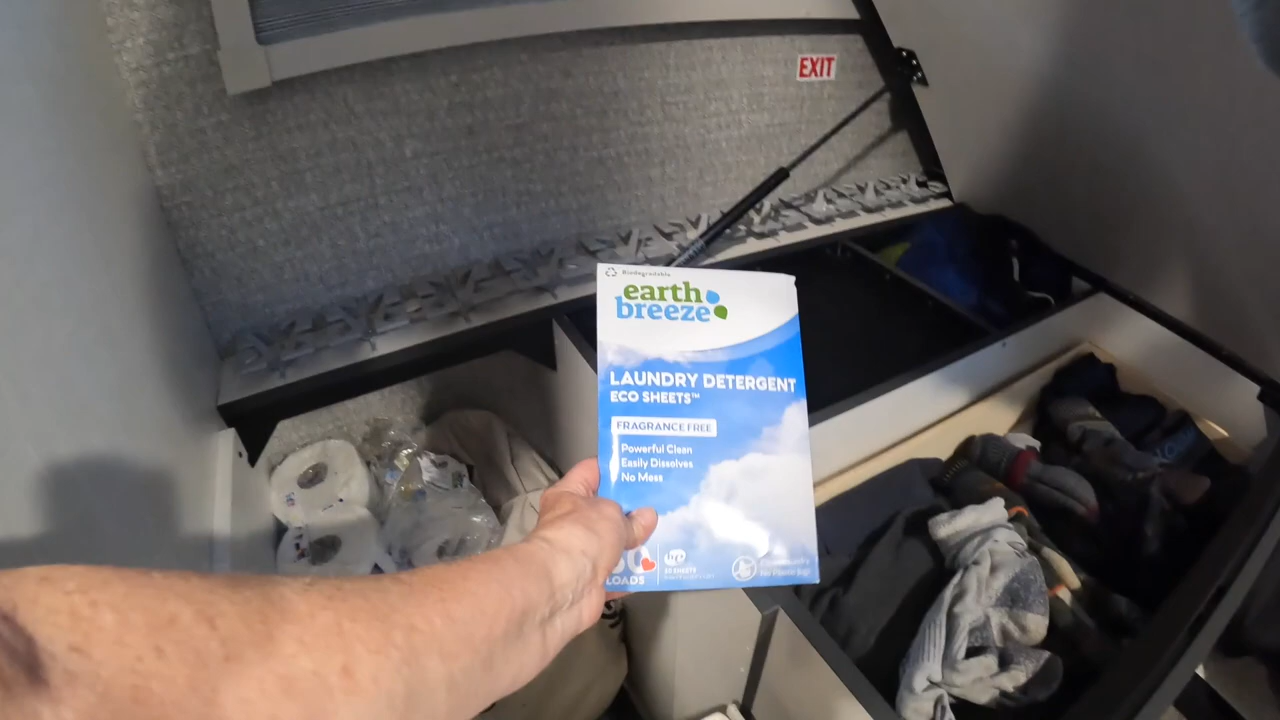 EXIT
Biodegradable
earth
breeze
LAUNDRY DETERGENT
ECO SHEETS™
FRAGRANCE FREE
Powerful Clean
Easily Dissolves
No Mess
LOADS